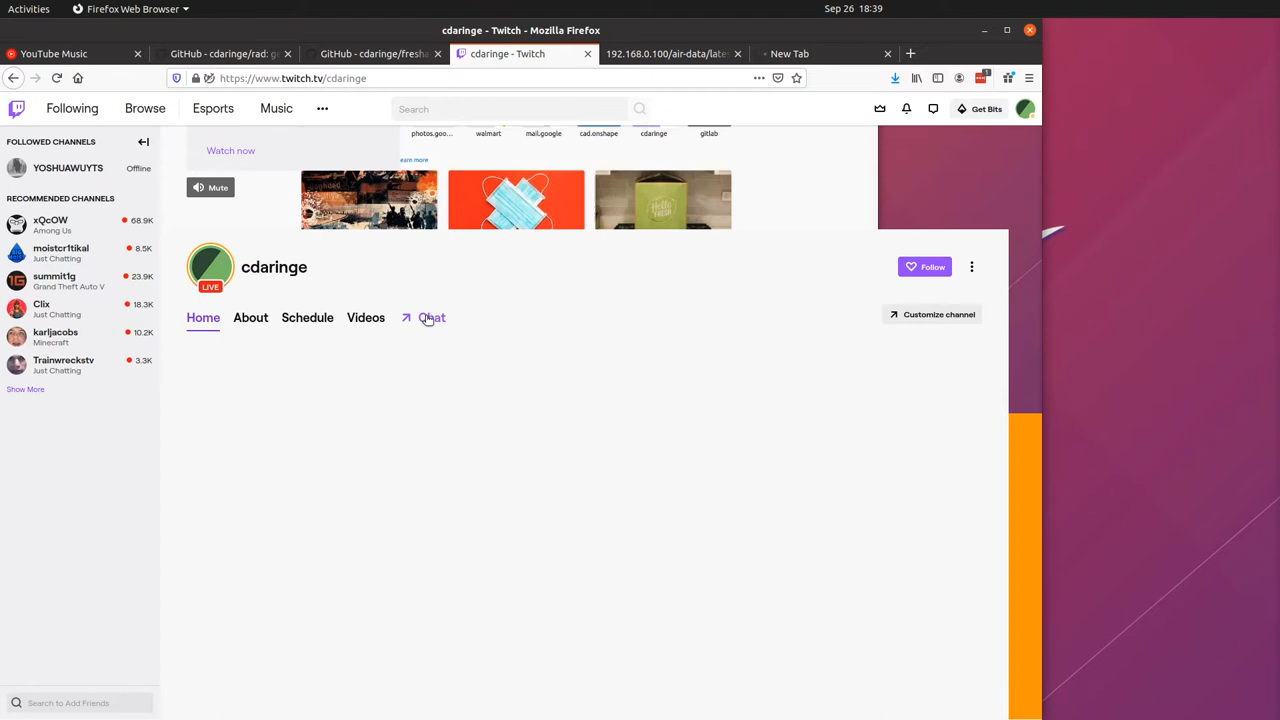 Activities
Firefox Web Browser
Sep 26 18:39
cdaringe - Twitch - Mozilla Firefox
YouTube Music
GitHub - cdaringe/rad: g
GitHub - cdaringe/fresha
cdaringe - Twitch
192.168.0.100/air-data/late
New Tab
https://www.twitch.tv/cdaringe
1
Following
Browse
Esports
Music
Search
Get Bits
FOLLOWED CHANNELS
YOSHUAWUYTS
Offline
RECOMMENDED CHANNELS
xQcOW
68.9K
Among Us
moistcr1tikal
8.5K
Just Chatting
summit1g
23.9K
Grand Theft Auto V
Clix
18.3K
Just Chatting
karljacobs
10.2K
Minecraft
Trainwreckstv
3.3K
Just Chatting
Show More
Search to Add Friends
photos.goo...
walmart
mail.google
cad.onshape
cdaringe
gitlab
Watch now
earn more
Mute
HELLO FRESH
cdaringe
LIVE
Follow
Home
About
Schedule
Videos
Chat
Customize channel